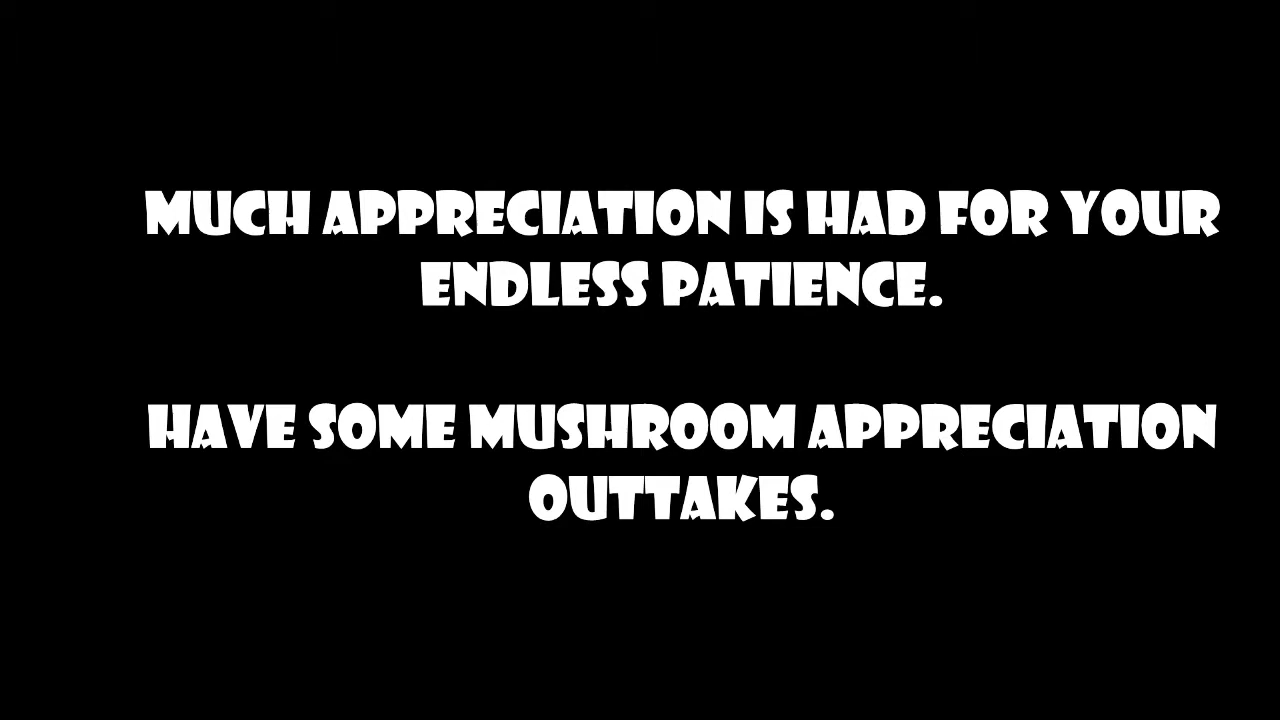 MUCH APPRECIATION IS HAD FOR YOUR
ENDLESS PATIENCE.
HAVE SOME MUSHROOM APPRECIATION
OUTTAKES.